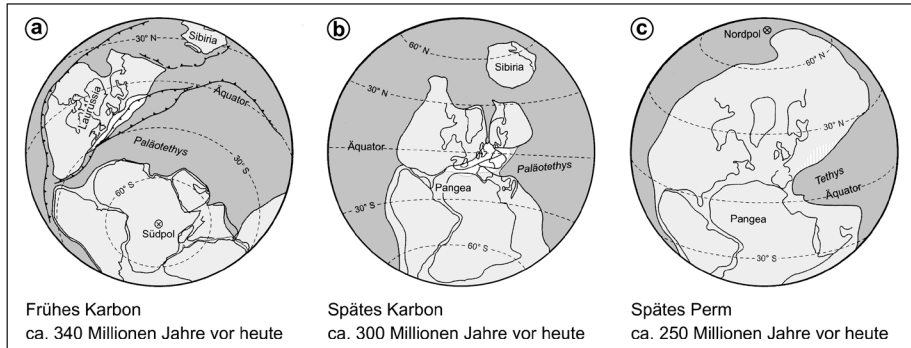 a
Sibiria
30° N
Laurussia
Äquator
Paläotethys
30° S
60° S
Südpol
Frühes Karbon
ca. 340 Millionen Jahre vor heute
b
60° N
Sibiria
30° N
Äquator
Paläotethys
Pangea
30° S
60° S
Spätes Karbon
ca. 300 Millionen Jahre vor heute
c
Nordpol
60° N
30° N
Tethys
Äquator
Pangea
30° S
Spätes Perm
ca. 250 Millionen Jahre vor heute